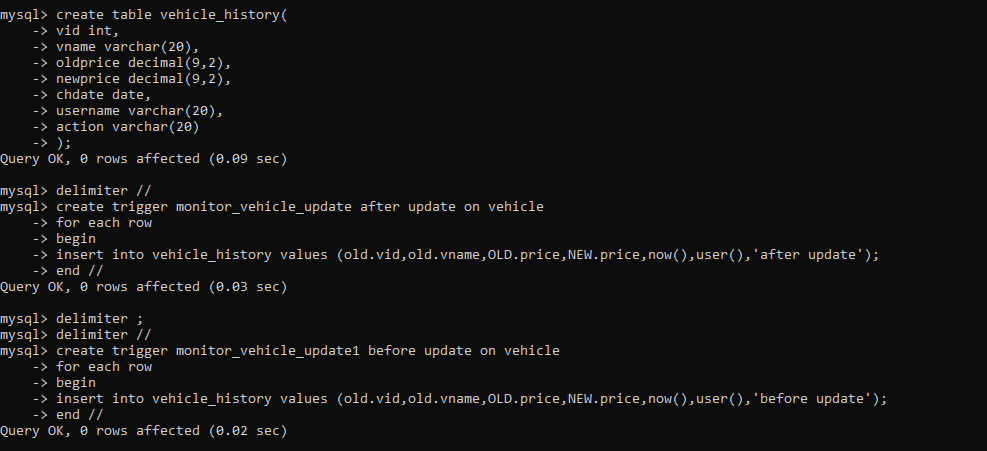 mysql> create table vehicle_history(
    -> vid int,
    -> vname varchar(20),
    -> oldprice decimal(9,2),
    -> newprice decimal(9,2),
    -> chdate date,
    -> username varchar(20),
    -> action varchar(20)
    -> );
Query OK, 0 rows affected (0.09 sec)

mysql> delimiter //
mysql> create trigger monitor_vehicle_update after update on vehicle
    -> for each row
    -> begin
    -> insert into vehicle_history values (old.vid,old.vname,OLD.price,NEW.price,now(),user(),'after update');
    -> end //
Query OK, 0 rows affected (0.03 sec)

mysql> delimiter ;
mysql> delimiter //
mysql> create trigger monitor_vehicle_update1 before update on vehicle
    -> for each row
    -> begin
    -> insert into vehicle_history values (old.vid,old.vname,OLD.price,NEW.price,now(),user(),'before update');
    -> end //
Query OK, 0 rows affected (0.02 sec)